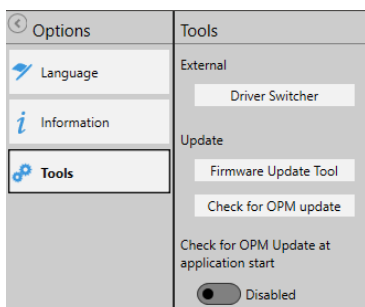 Options
Language
Information
Tools
Tools
External
Driver Switcher
Update
Firmware Update Tool
Check for OPM update
Check for OPM Update at
application start
Disabled